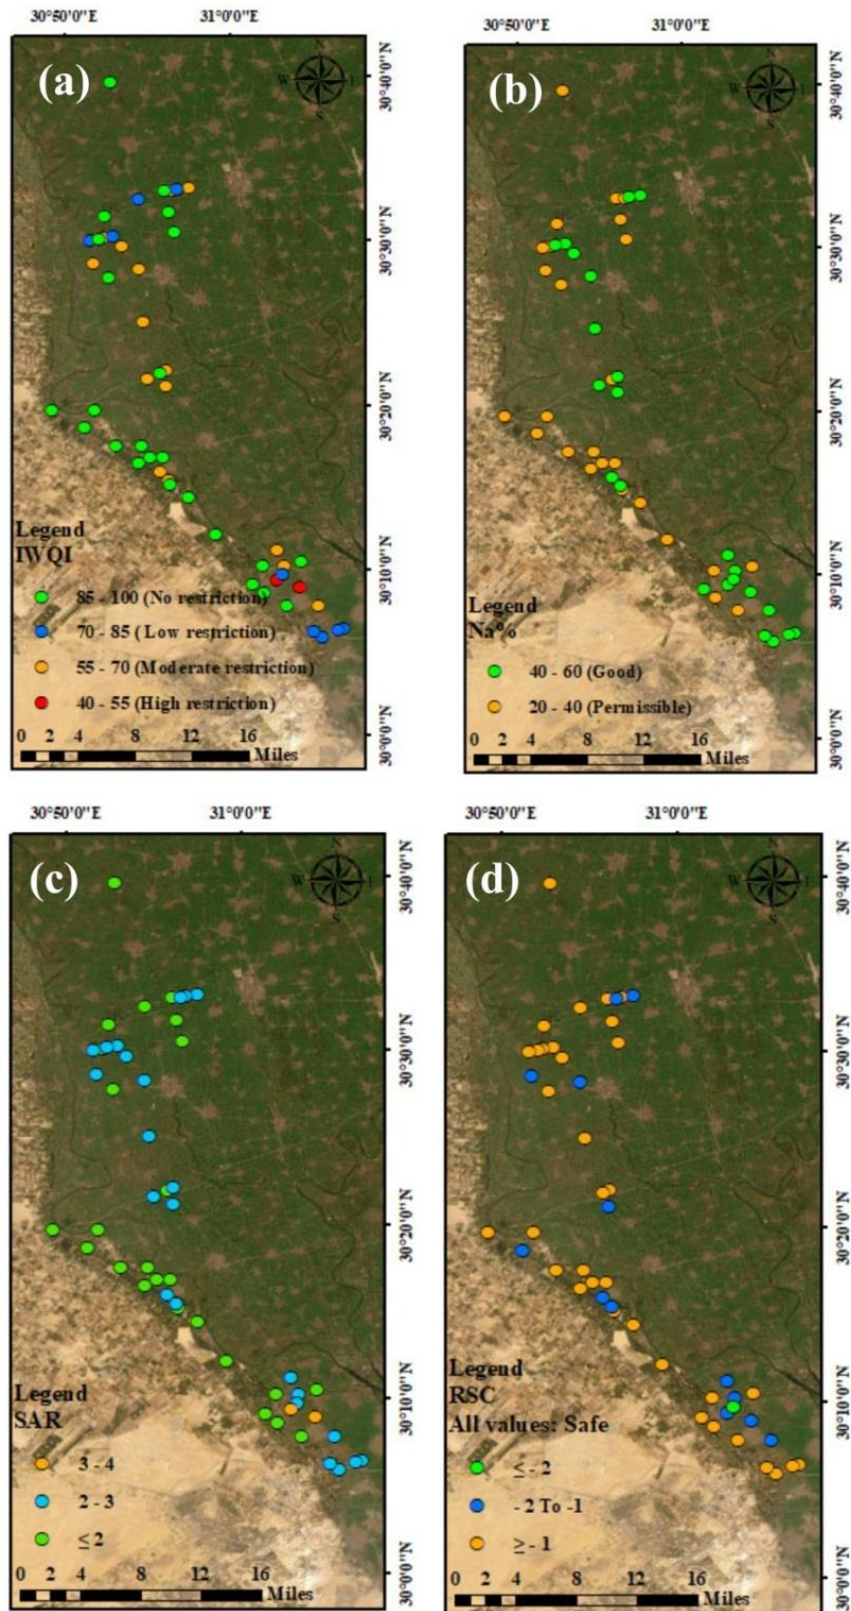 30°50'0"E 31°0'0"E
(a)
N
W
I
S
30°40'0"N
30°30'0"N
30°20'0"N
30°10'0"N
30°0'0"N
Legend
IWQI
85 - 100 (No restriction)
70 - 85 (Low restriction)
55 - 70 (Moderate restriction)
40 - 55 (High restriction)
0 2 4 8 12 16
Miles
30°50'0"E 31°0'0"E
(b)
N
W
I
S
30°40'0"N
30°30'0"N
30°20'0"N
30°10'0"N
30°0'0"N
Legend
Na%
40 - 60 (Good)
20 - 40 (Permissible)
0 2 4 8 12 16
Miles
30°50'0"E 31°0'0"E
(c)
N
W
I
S
30°40'0"N
30°30'0"N
30°20'0"N
30°10'0"N
30°0'0"N
Legend
SAR
3 - 4
2 - 3
≤ 2
0 2 4 8 12 16
Miles
30°50'0"E 31°0'0"E
(d)
N
W
I
S
30°40'0"N
30°30'0"N
30°20'0"N
30°10'0"N
30°0'0"N
Legend
RSC
All values: Safe
≤ - 2
- 2 To -1
≥ - 1
0 2 4 8 12 16
Miles